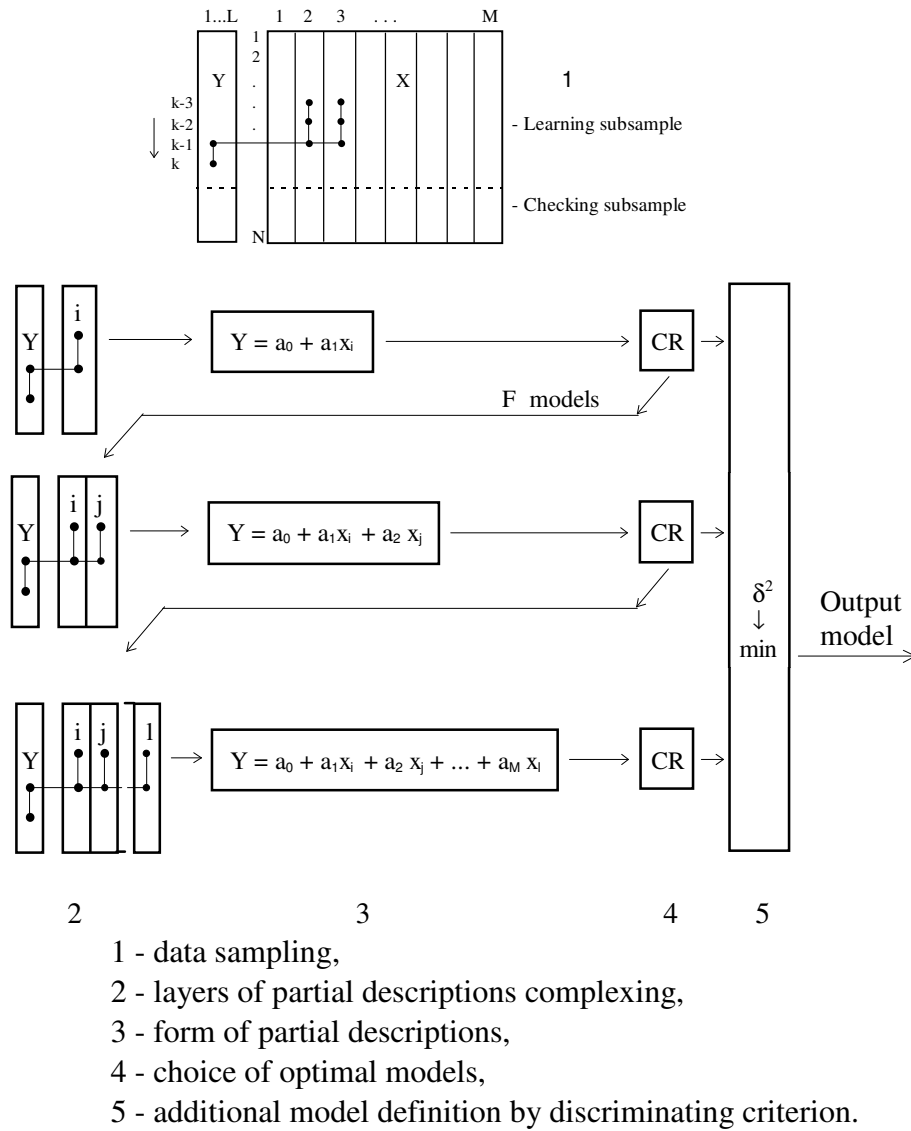 1...L 1 2 3 . . . M
1
2
Y . X 1
k-3 .
k-2 . - Learning subsample
k-1
k
- Checking subsample
N
i
Y Y = a₀ + a₁xᵢ CR
F models
i j
Y Y = a₀ + a₁xᵢ + a₂ xⱼ CR
δ²
↓
min
Output
model
i j l
Y Y = a₀ + a₁xᵢ + a₂ xⱼ + ... + a_M x_l CR
2 3 4 5
1 - data sampling,
2 - layers of partial descriptions complexing,
3 - form of partial descriptions,
4 - choice of optimal models,
5 - additional model definition by discriminating criterion.